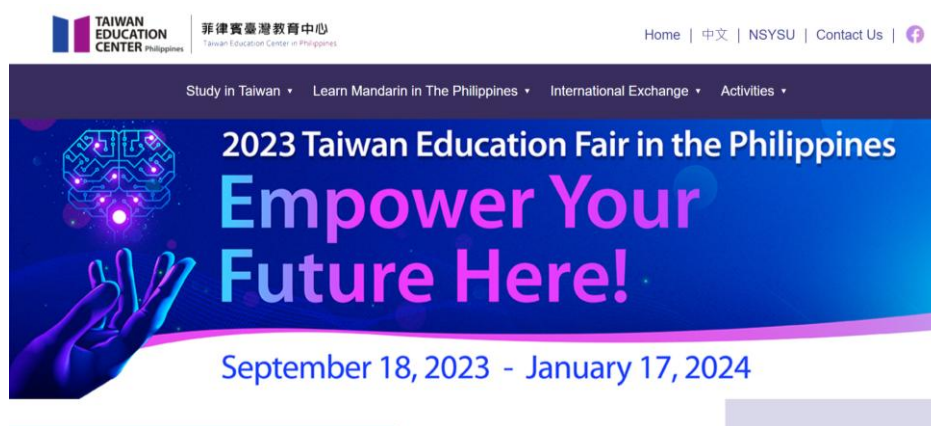 TAIWAN
EDUCATION
CENTER Philippines
菲律賓臺灣教育中心
Taiwan Education Center in Philippines
Home | 中文 | NSYSU | Contact Us |
Study in Taiwan ▾ Learn Mandarin in The Philippines ▾ International Exchange ▾ Activities ▾
2023 Taiwan Education Fair in the Philippines
Empower Your
Future Here!
September 18, 2023 - January 17, 2024